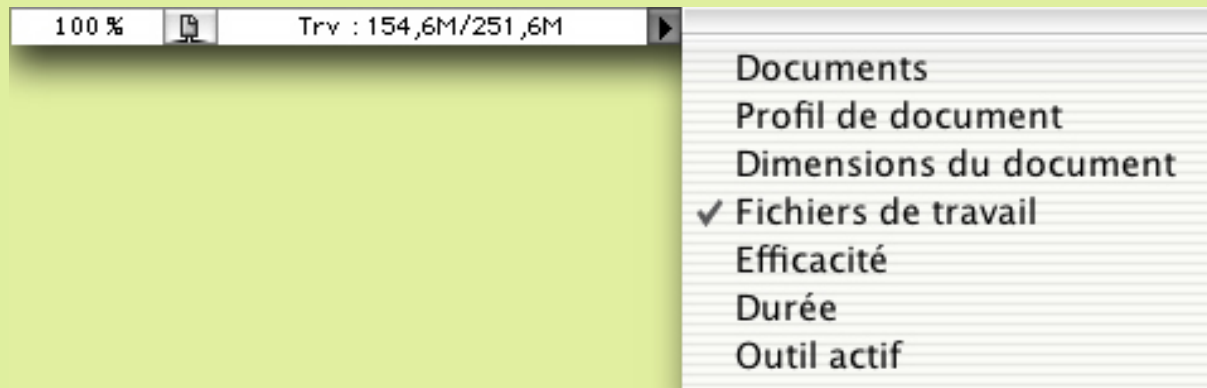 100 %
Trv : 154,6M/251,6M
Documents
Profil de document
Dimensions du document
Fichiers de travail
Efficacité
Durée
Outil actif